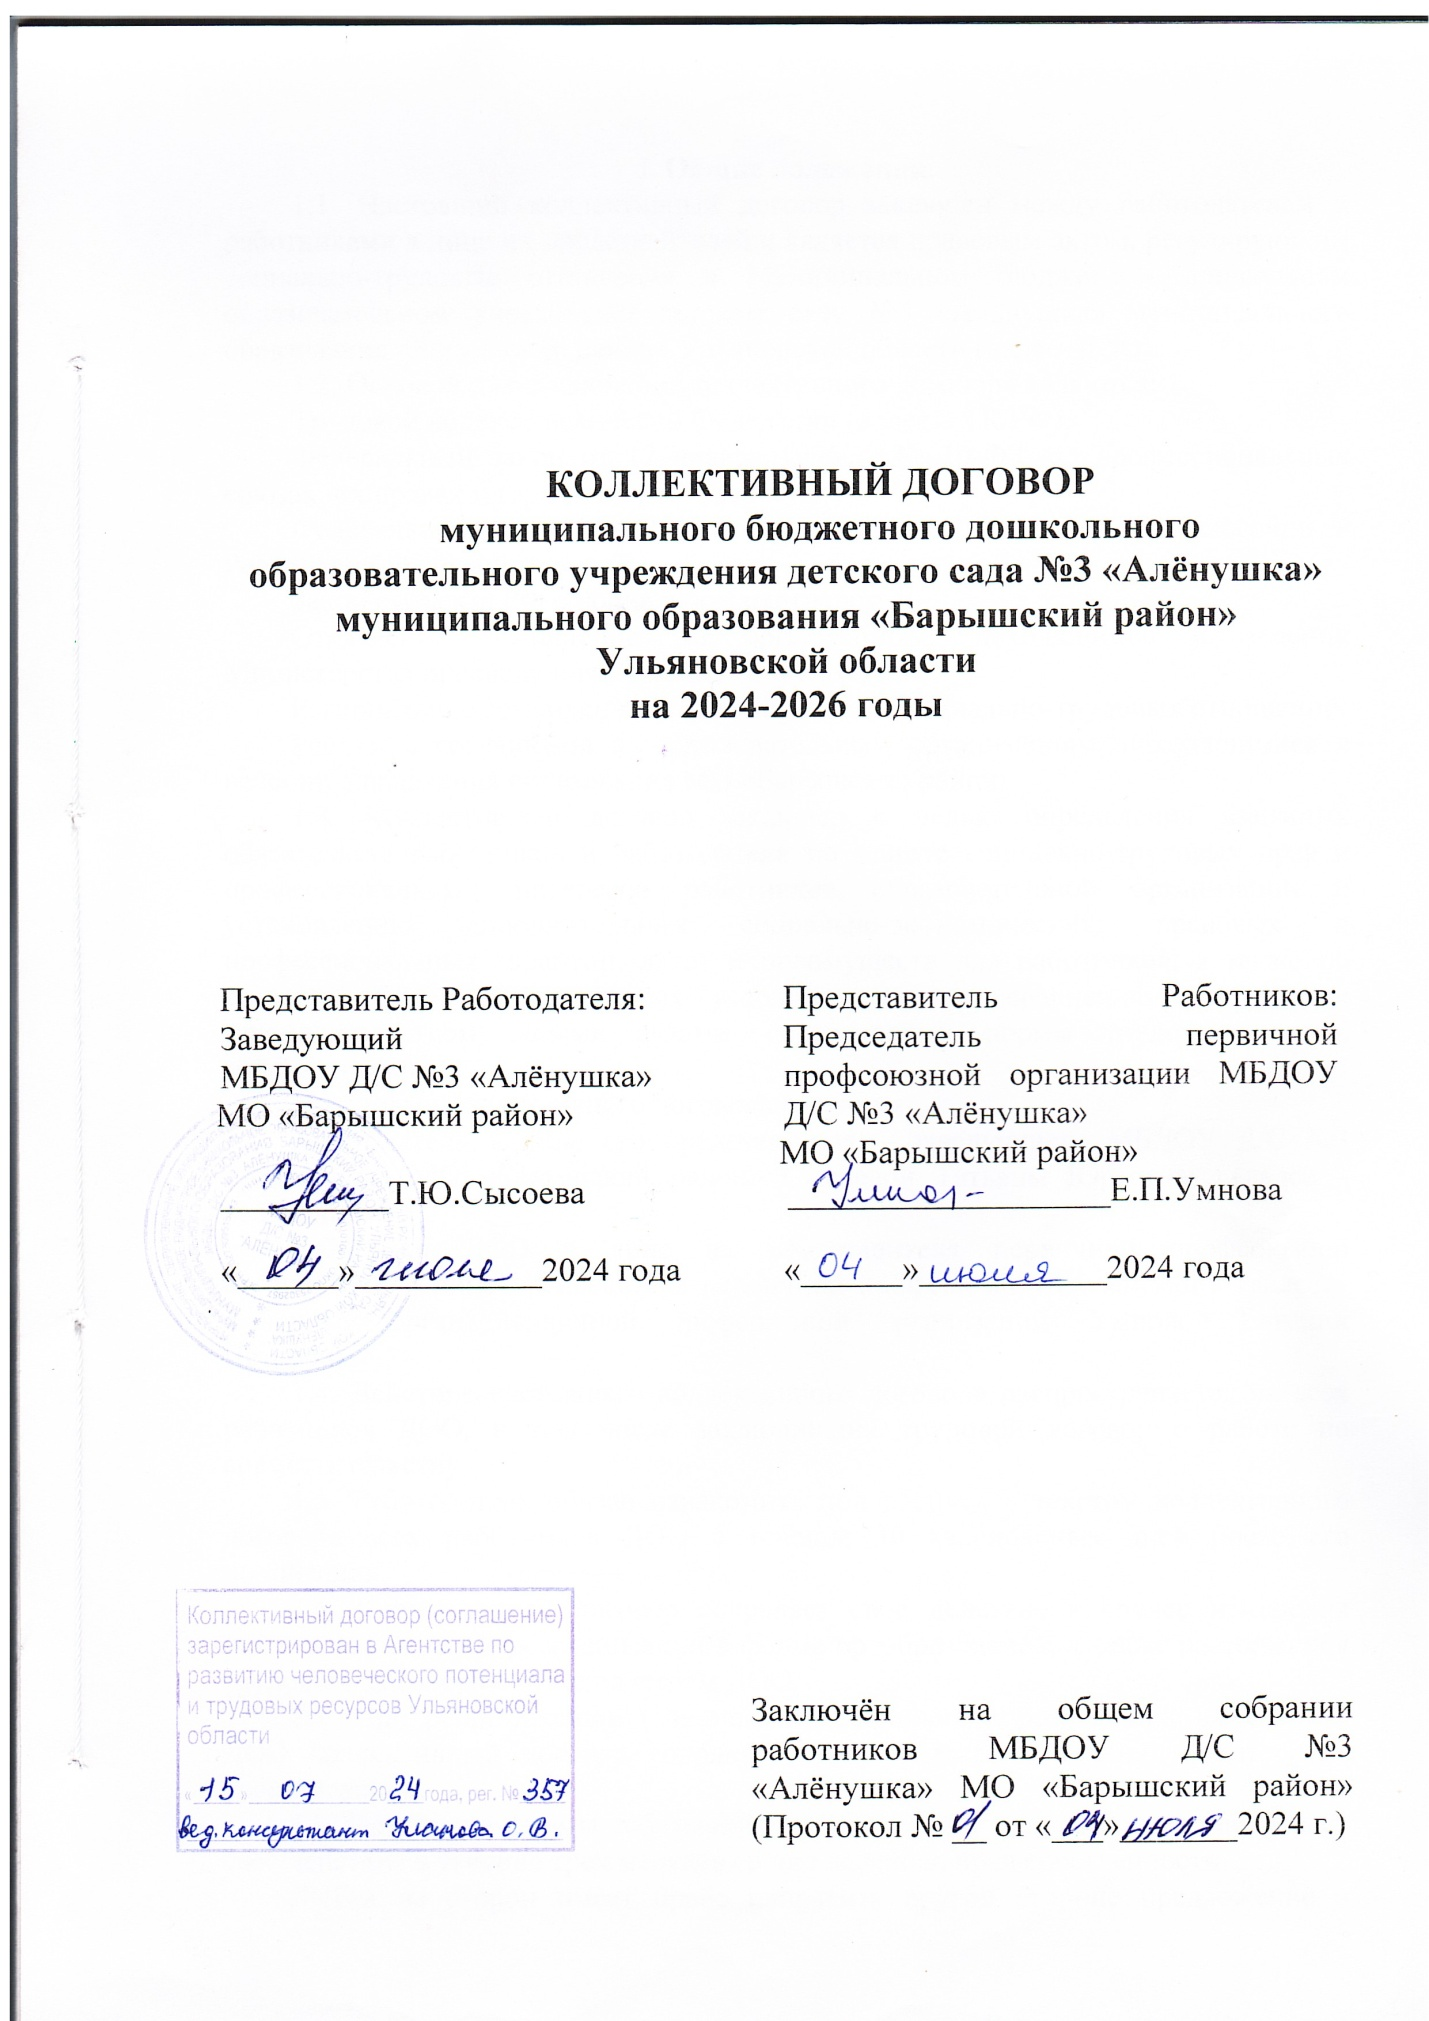 КОЛЛЕКТИВНЫЙ ДОГОВОР
муниципального бюджетного дошкольного
образовательного учреждения детского сада №3 «Алёнушка»
муниципального образования «Барышский район»
Ульяновской области
на 2024-2026 годы
Представитель Работодателя:
Заведующий
МБДОУ Д/С №3 «Алёнушка»
МО «Барышский район»
Т.Ю.Сысоева
«04» июля 2024 года
Представитель Работников:
Председатель первичной
профсоюзной организации МБДОУ
Д/С №3 «Алёнушка»
МО «Барышский район»
Е.П.Умнова
«04» июля 2024 года
Коллективный договор (соглашение)
зарегистрирован в Агентстве по
развитию человеческого потенциала
и трудовых ресурсов Ульяновской
области
«15» 07 2024 года, рег. № 357
вед. консультант О. В.
Заключён на общем собрании
работников МБДОУ Д/С №3
«Алёнушка» МО «Барышский район»
(Протокол № 01 от «04» июля 2024 г.)